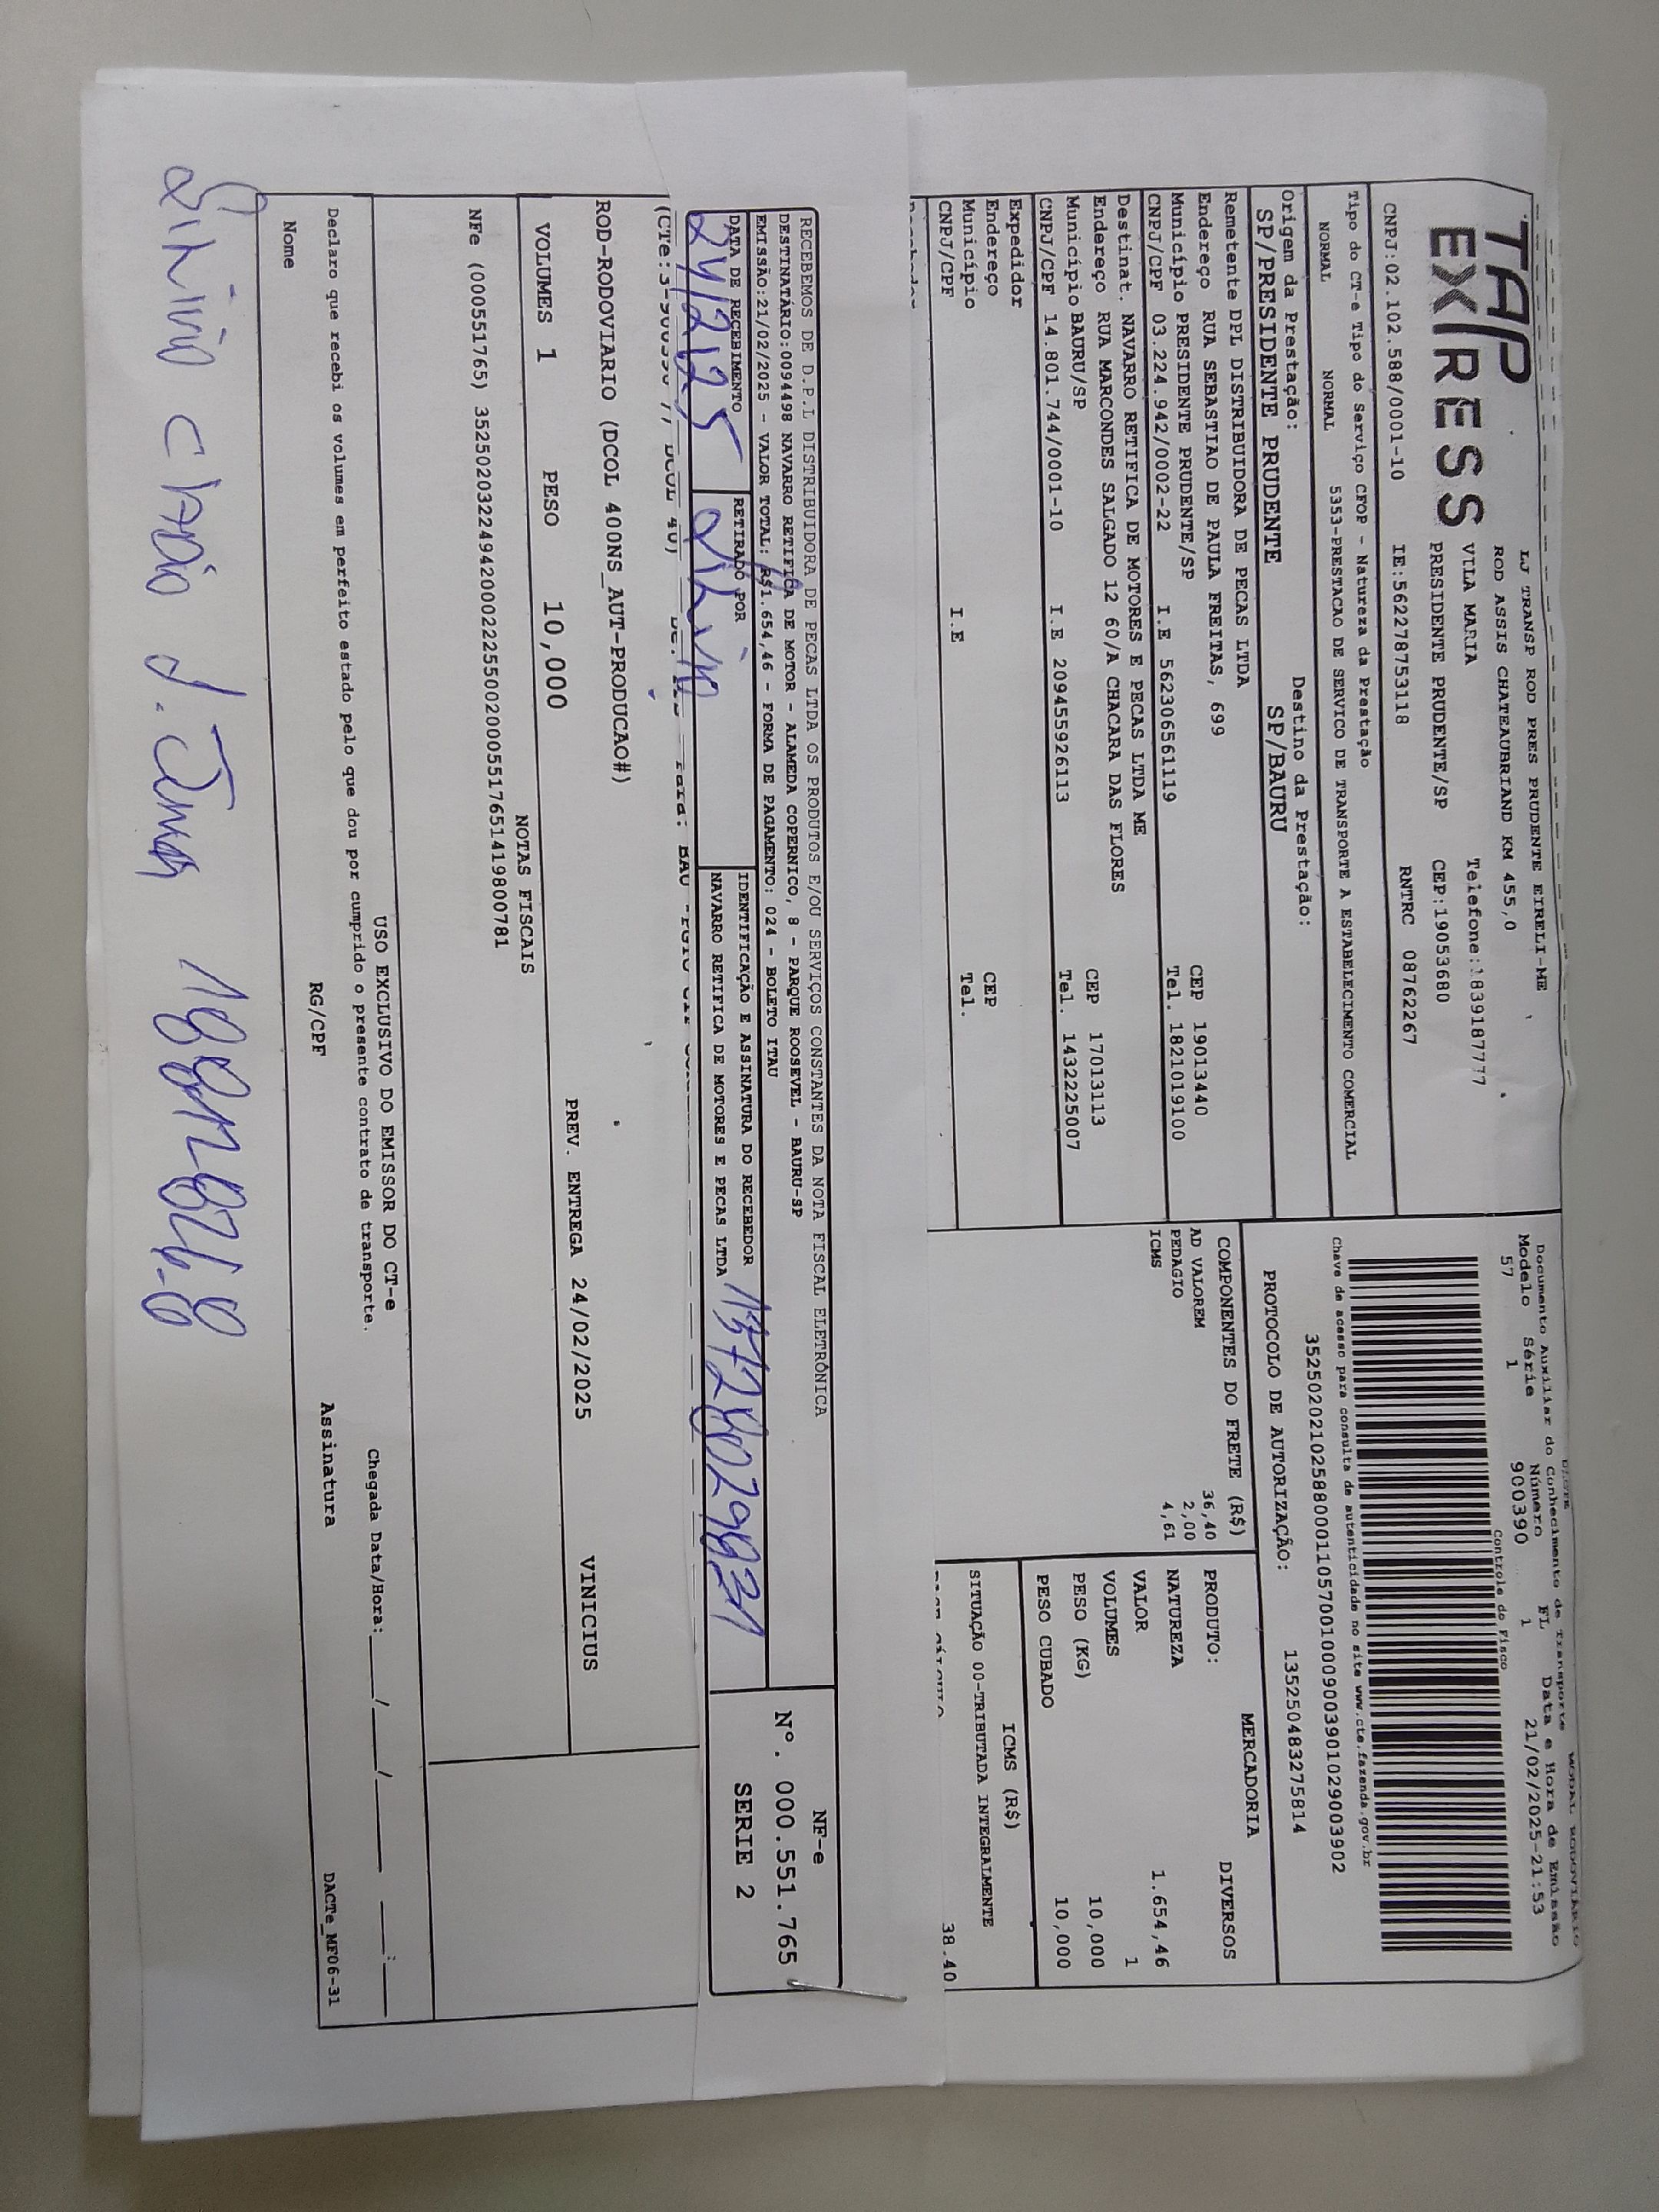 TAP
EXPRESS
LJ TRANSP ROD PRES PRUDENTE EIRELI-ME
ROD ASSIS CHATEAUBRIAND KM 455,0
VILA MARIA Telefone:1839187777
PRESIDENTE PRUDENTE/SP CEP:19053680
CNPJ:02.102.588/0001-10 IE:562278753118 RNTRC 08762267
Tipo do CT-e Tipo do Serviço CFOP - Natureza da Prestação
NORMAL NORMAL 5353-PRESTACAO DE SERVICO DE TRANSPORTE A ESTABELECIMENTO COMERCIAL
Origem da Prestação: Destino da Prestação:
SP/PRESIDENTE PRUDENTE SP/BAURU
Remetente DPL DISTRIBUIDORA DE PECAS LTDA
Endereço RUA SEBASTIAO DE PAULA FREITAS, 699 CEP 19013440
Município PRESIDENTE PRUDENTE/SP Tel. 1821019100
CNPJ/CPF 03.224.942/0002-22 I.E 562306561119
Destinat. NAVARRO RETIFICA DE MOTORES E PECAS LTDA ME
Endereço RUA MARCONDES SALGADO 12 60/A CHACARA DAS FLORES CEP 17013113
Município BAURU/SP Tel. 1432225007
CNPJ/CPF 14.801.744/0001-10 I.E 209455926113
Expedidor
Endereço CEP
Município Tel.
CNPJ/CPF I.E
MODAL RODOVIÁRIO
Documento Auxiliar do Conhecimento de Transporte
Modelo Série Número FL Data e Hora de Emissão
57 1 900390 1 21/02/2025-21:53
Controle do Fisco
Chave de acesso para consulta de autenticidade no site www.cte.fazenda.gov.br
35250202102588000110570010009003901029003902
PROTOCOLO DE AUTORIZAÇÃO: 135250483275814
COMPONENTES DO FRETE (R$)
AD VALOREM 36,40
PEDAGIO 2,00
ICMS 4,61
MERCADORIA
PRODUTO: DIVERSOS
NATUREZA
VALOR 1.654,46
VOLUMES 1
PESO (KG) 10,000
PESO CUBADO 10,000
ICMS (R$)
SITUAÇÃO 00-TRIBUTADA INTEGRALMENTE
38.40
RECEBEMOS DE D.P.L DISTRIBUIDORA DE PECAS LTDA OS PRODUTOS E/OU SERVIÇOS CONSTANTES DA NOTA FISCAL ELETRÔNICA
DESTINATÁRIO:0094498 NAVARRO RETIFICA DE MOTOR - ALAMEDA COPERNICO, 8 - PARQUE ROOSEVEL - BAURU-SP
EMISSÃO:21/02/2025 - VALOR TOTAL: R$1.654,46 - FORMA DE PAGAMENTO: 024 - BOLETO ITAU
DATA DE RECEBIMENTO RETIRADO POR IDENTIFICAÇÃO E ASSINATURA DO RECEBEDOR
NAVARRO RETIFICA DE MOTORES E PECAS LTDA
24/2/25
NF-e
Nº. 000.551.765
SERIE 2
ROD-RODOVIARIO (DCOL 400NS_AUT-PRODUCAO#)
VOLUMES 1 PESO 10,000 PREV. ENTREGA 24/02/2025 VINICIUS
NOTAS FISCAIS
NFe (000551765) 35250203224942000222550020005517651419800781
USO EXCLUSIVO DO EMISSOR DO CT-e
Declaro que recebi os volumes em perfeito estado pelo que dou por cumprido o presente contrato de transporte. Chegada Data/Hora:___/___/_____ ___:___
Nome RG/CPF Assinatura
DACTe_MF06-31